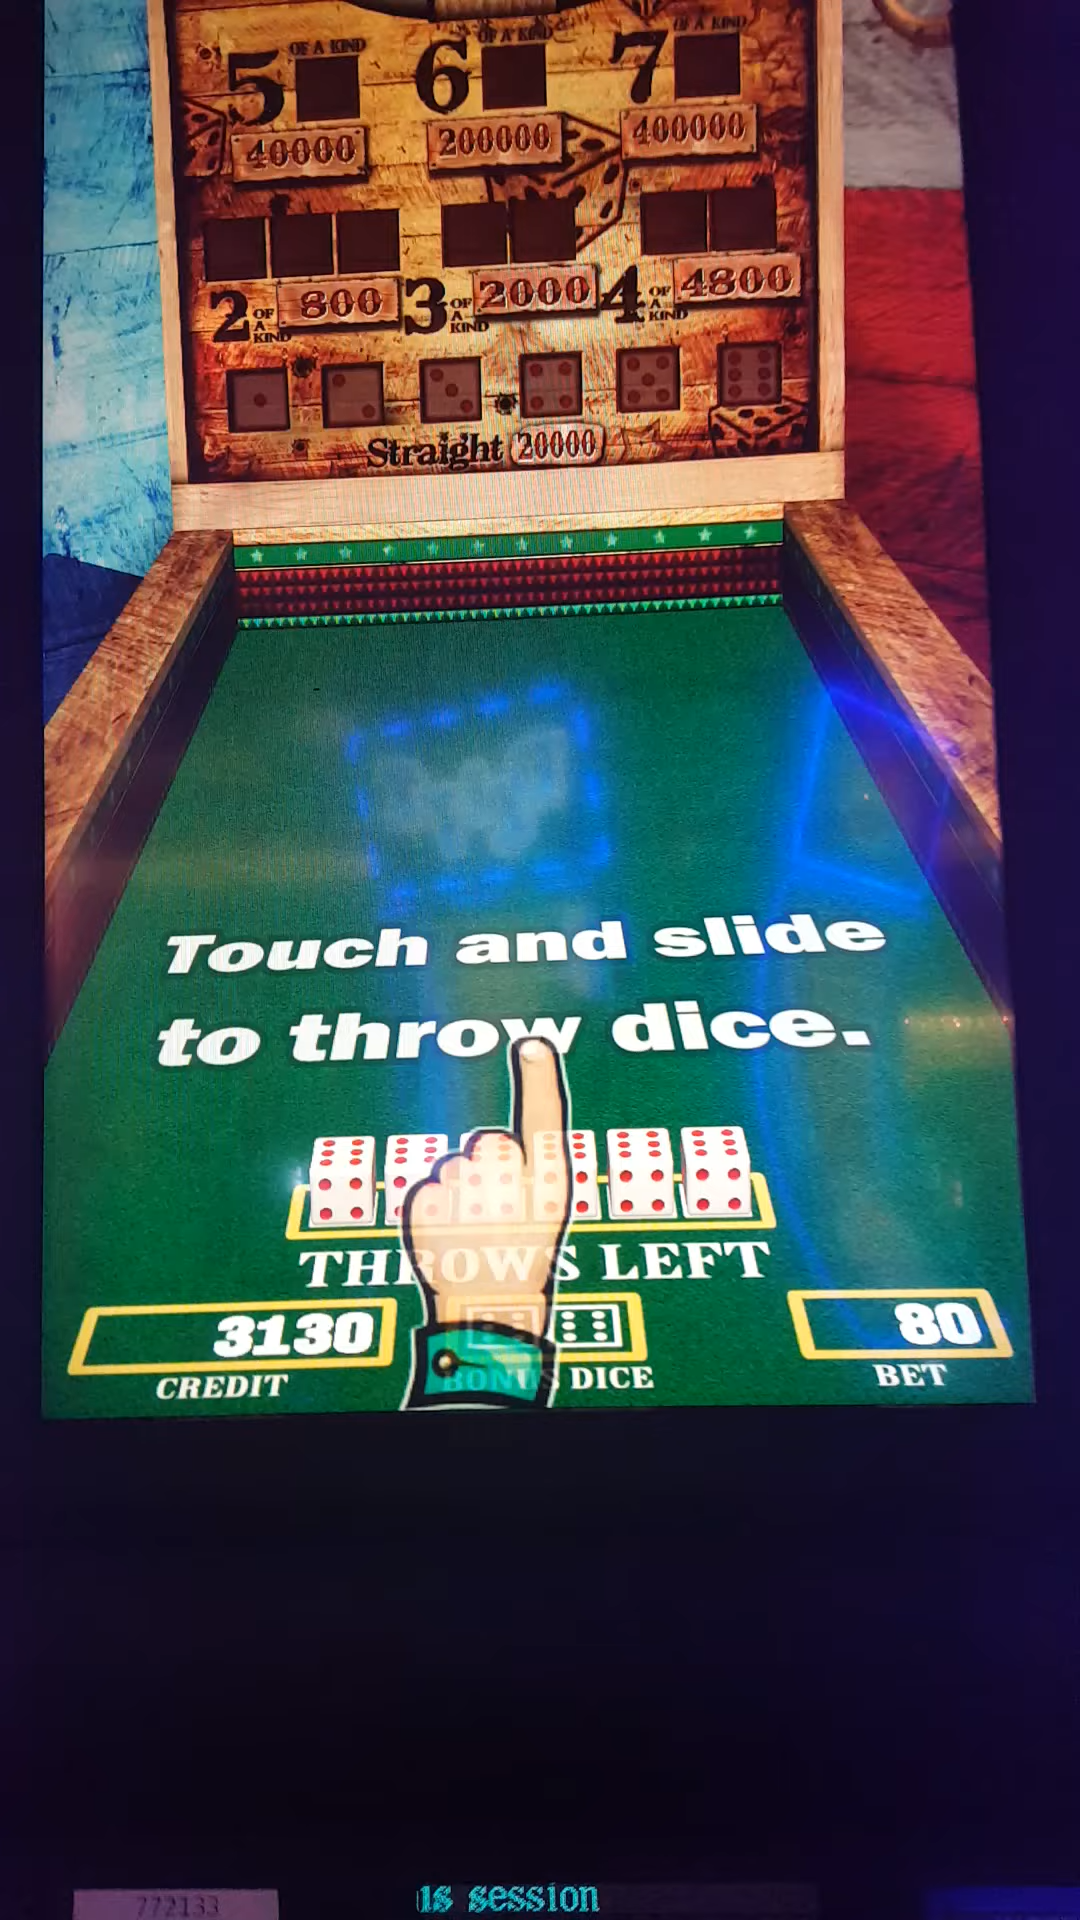 5 OF A KIND 6 OF A KIND 7 OF A KIND
40000 200000 400000
2 OF A KIND 800 3 OF A KIND 2000 4 OF A KIND 4800
Straight 20000
Touch and slide
to throw dice.
THROWS LEFT
3130 80
CREDIT BONUS DICE BET
772133 session